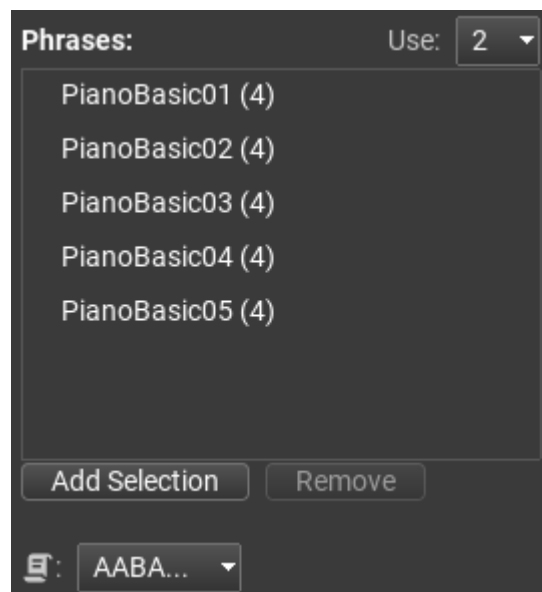 Phrases: Use: 2
PianoBasic01 (4)
PianoBasic02 (4)
PianoBasic03 (4)
PianoBasic04 (4)
PianoBasic05 (4)
Add Selection Remove
: AABA...